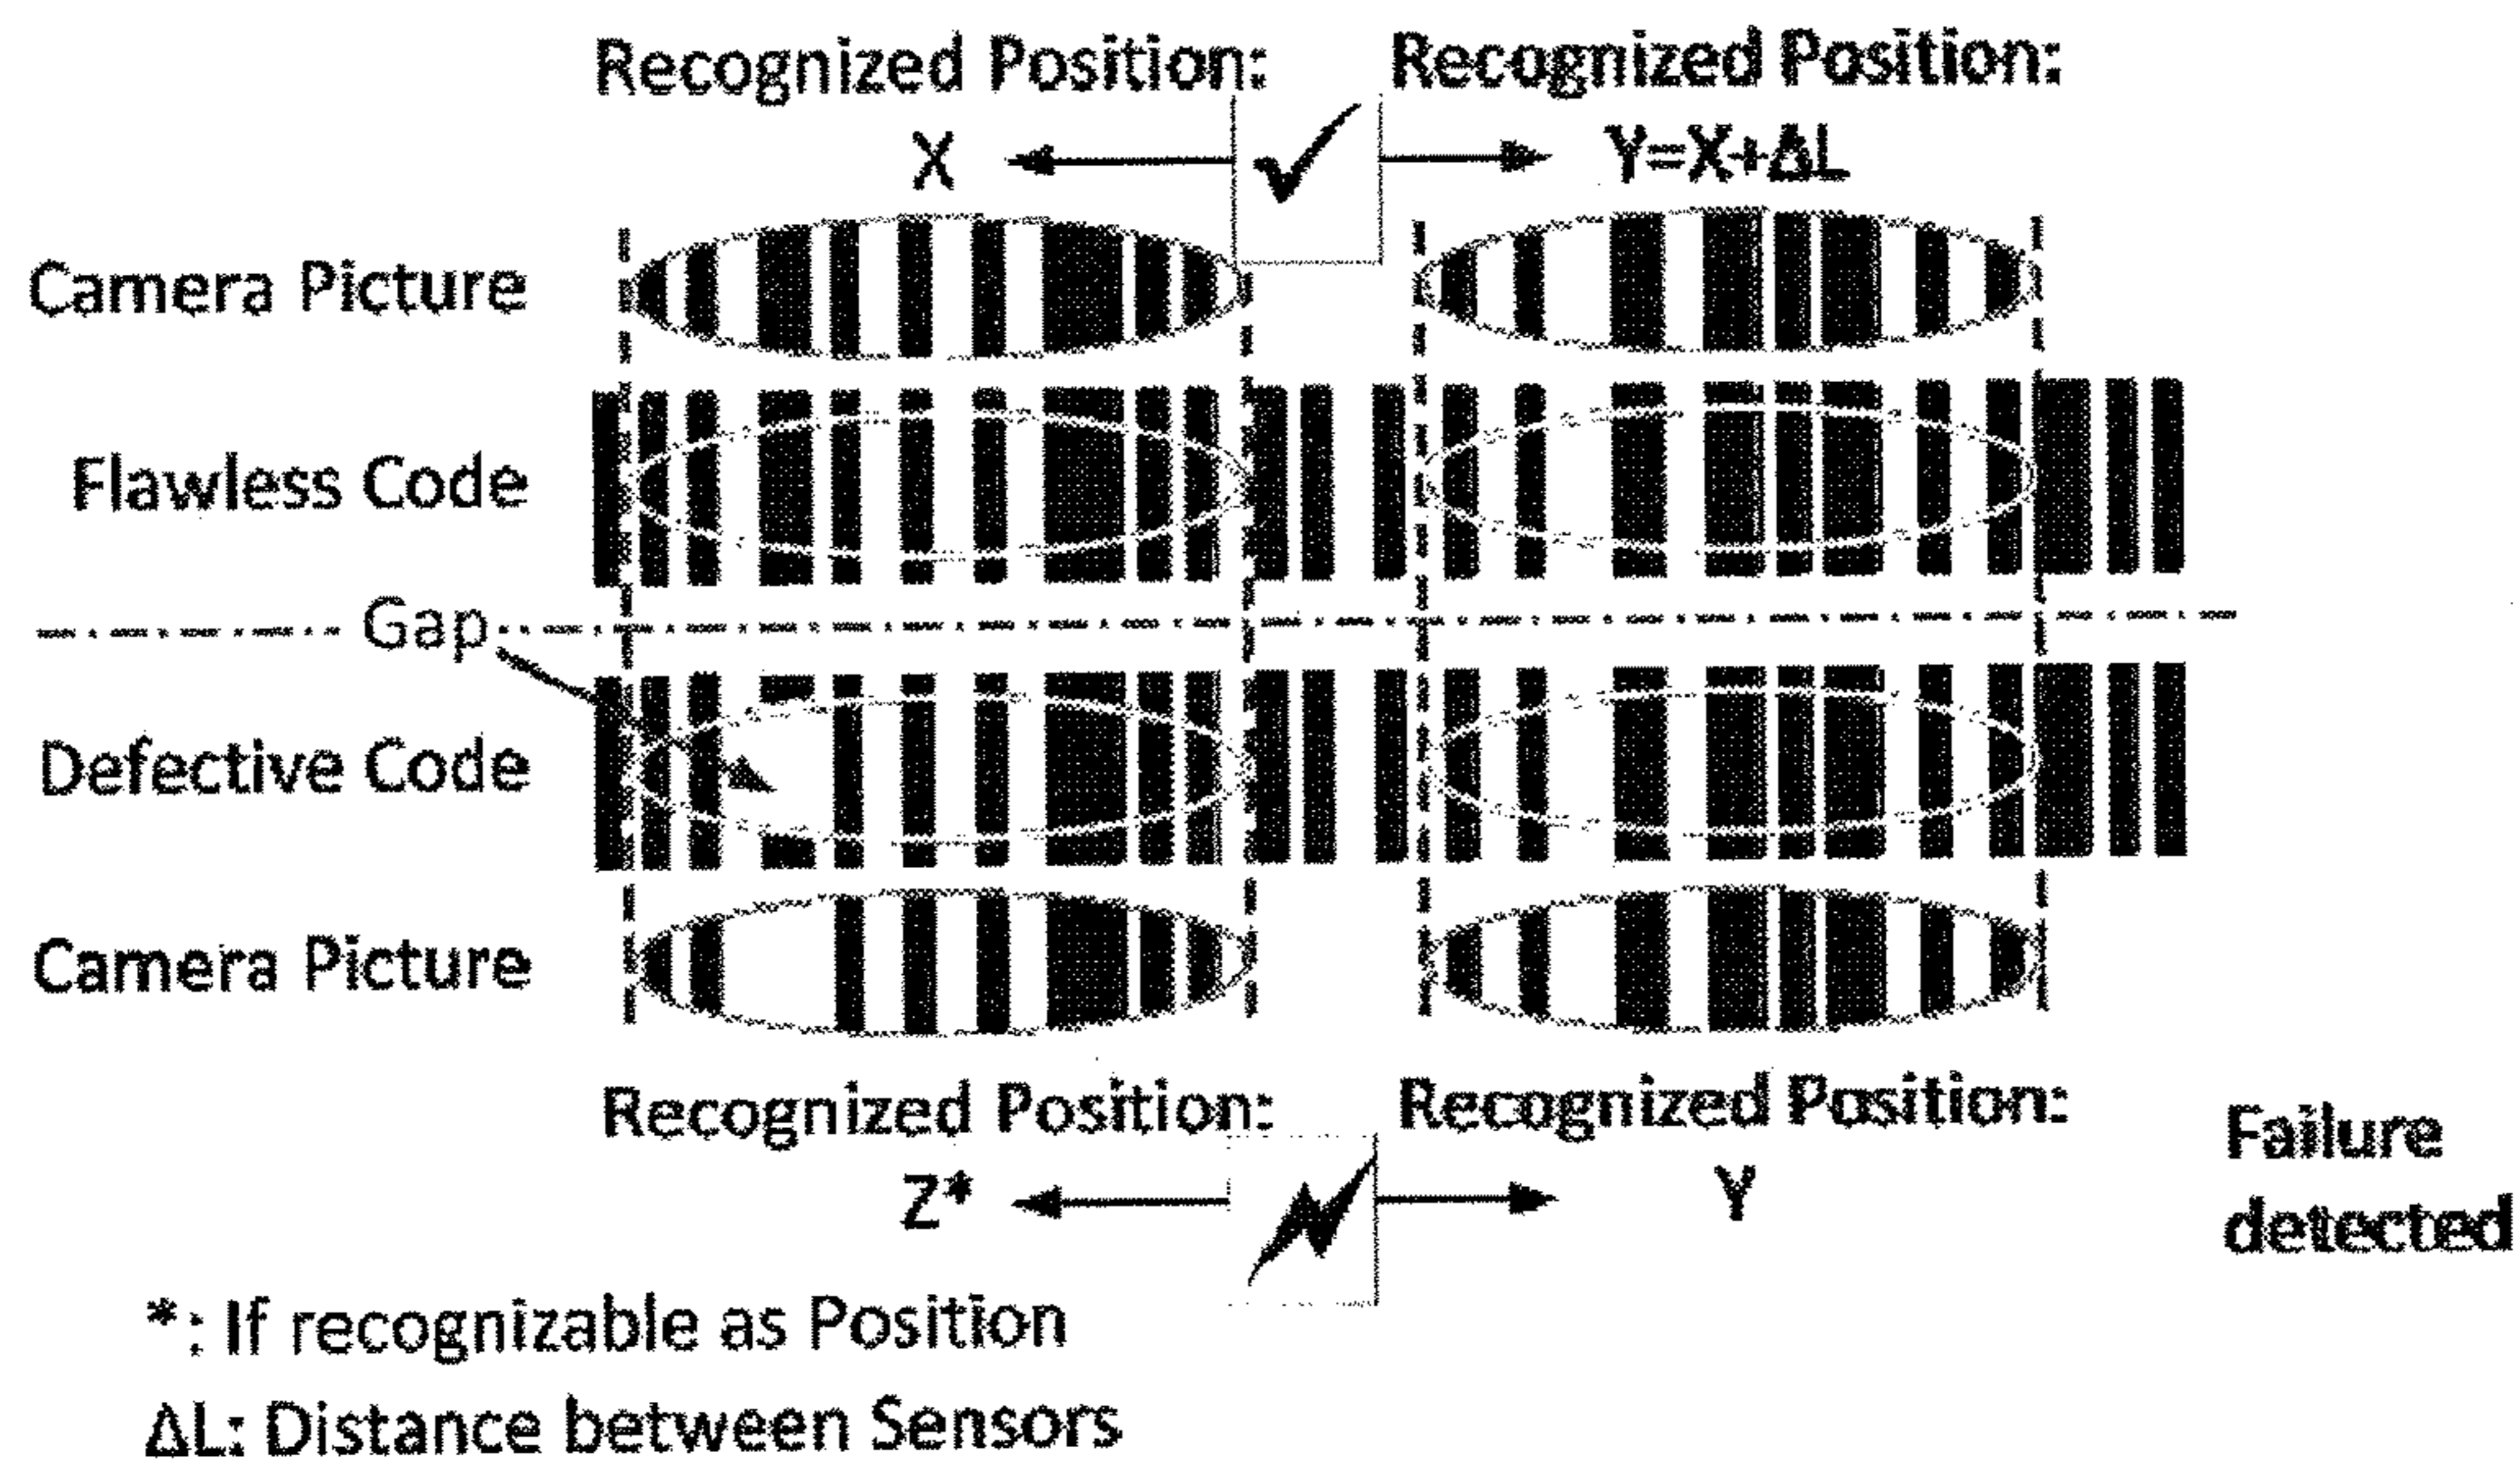 Recognized Position: Recognized Position:
X Y=X+ΔL
Camera Picture
Flawless Code
Gap
Defective Code
Camera Picture
Recognized Position: Recognized Position:
Z* Y
Failure
detected
*: If recognizable as Position
ΔL: Distance between Sensors